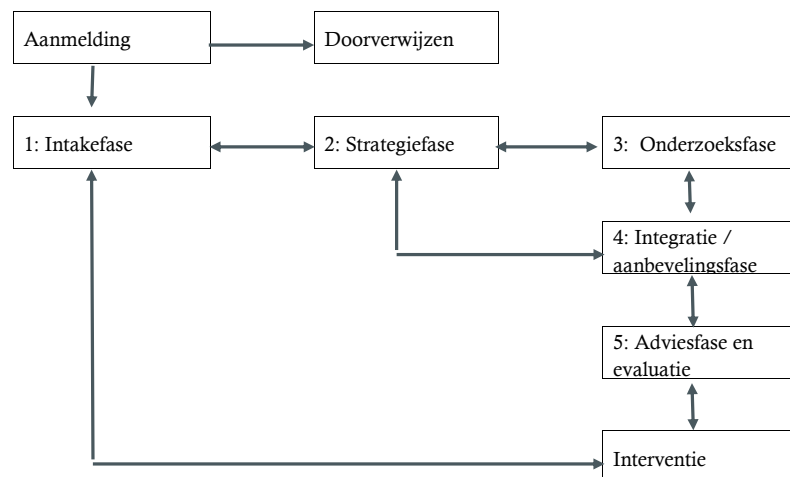 Aanmelding
Doorverwijzen
1: Intakefase
2: Strategiefase
3: Onderzoeksfase
4: Integratie /
aanbevelingsfase
5: Adviesfase en
evaluatie
Interventie